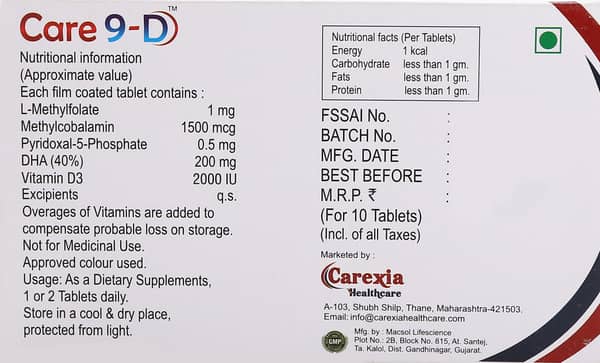 Care 9-D™
Nutritional information
(Approximate value)
Each film coated tablet contains :
L-Methylfolate 1 mg
Methylcobalamin 1500 mcg
Pyridoxal-5-Phosphate 0.5 mg
DHA (40%) 200 mg
Vitamin D3 2000 IU
Excipients q.s.
Overages of Vitamins are added to
compensate probable loss on storage.
Not for Medicinal Use.
Approved colour used.
Usage: As a Dietary Supplements,
1 or 2 Tablets daily.
Store in a cool & dry place,
protected from light.
Nutritional facts (Per Tablets)
Energy 1 kcal
Carbohydrate less than 1 gm.
Fats less than 1 gm.
Protein less than 1 gm.
FSSAI No. :
BATCH No. :
MFG. DATE :
BEST BEFORE :
M.R.P. ₹ :
(For 10 Tablets)
(Incl. of all Taxes)
Marketed by :
Carexia
Healthcare
A-103, Shubh Shilp, Thane, Maharashtra-421503.
Email: info@carexiahealthcare.com
GMP
Mfg. by : Macsol Lifescience
Plot No.: 2B, Block No. 815, At. Santej,
Ta. Kalol, Dist. Gandhinagar, Gujarat.